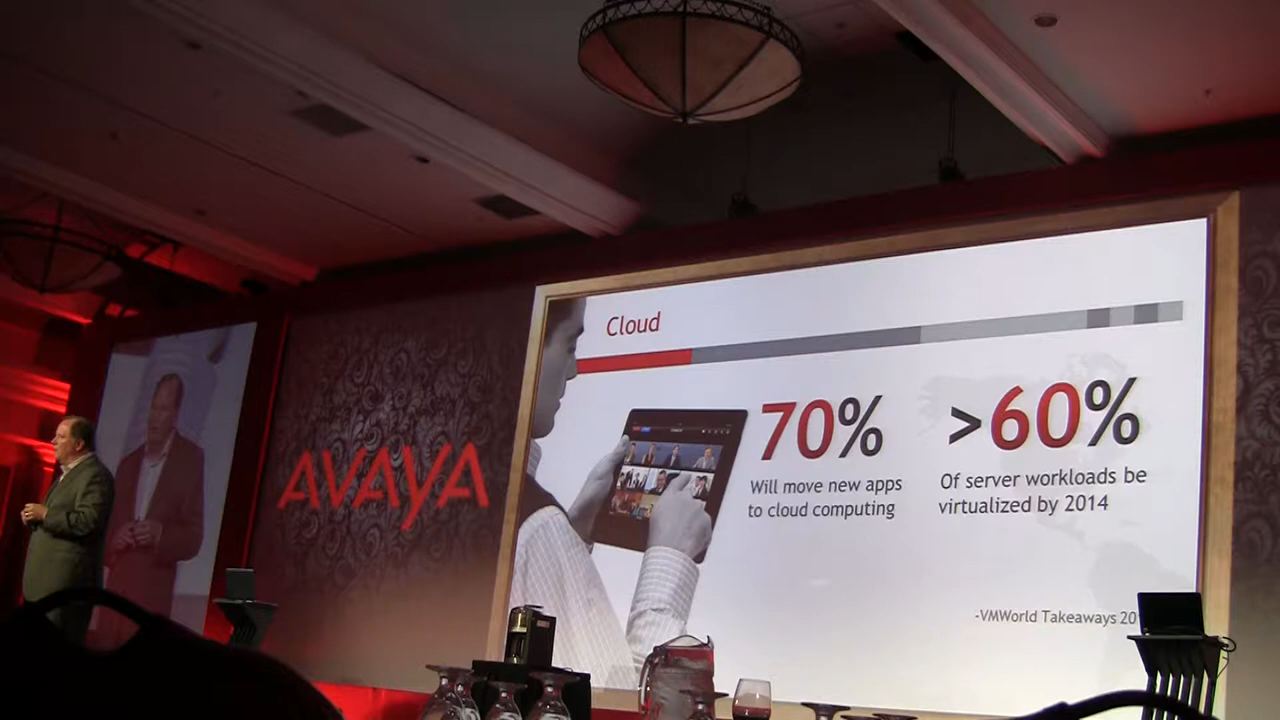 Cloud
70%
>60%
Will move new apps
to cloud computing
Of server workloads be
virtualized by 2014
-VMWorld Takeaways
AVAYA